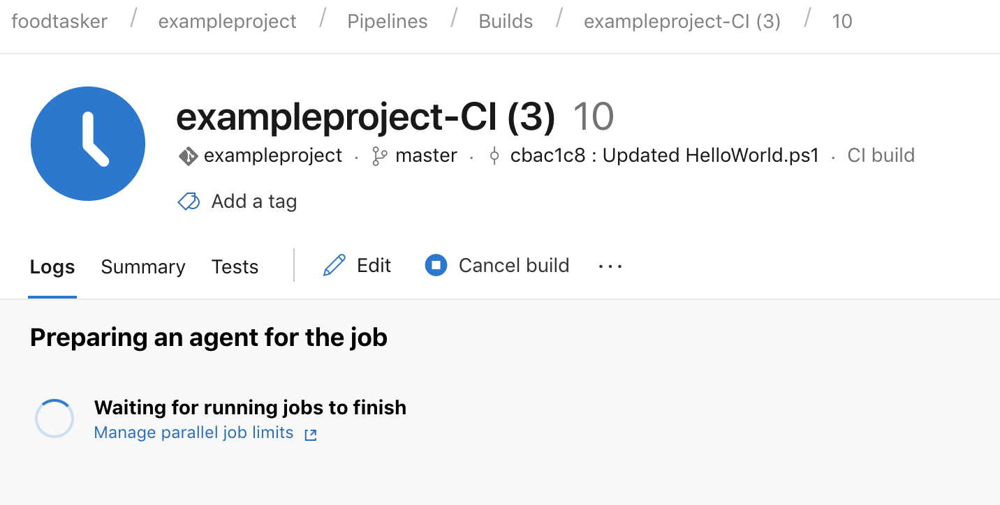 foodtasker / exampleproject / Pipelines / Builds / exampleproject-CI (3) / 10
exampleproject-CI (3) 10
exampleproject · master · cbac1c8 : Updated HelloWorld.ps1 · CI build
Add a tag
Logs Summary Tests Edit Cancel build ···
Preparing an agent for the job
Waiting for running jobs to finish
Manage parallel job limits